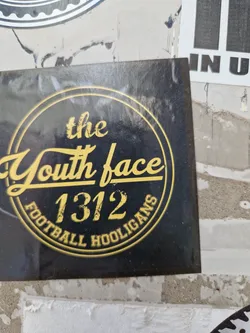 the
Youth face
1312
FOOTBALL HOOLIGANS
IN U